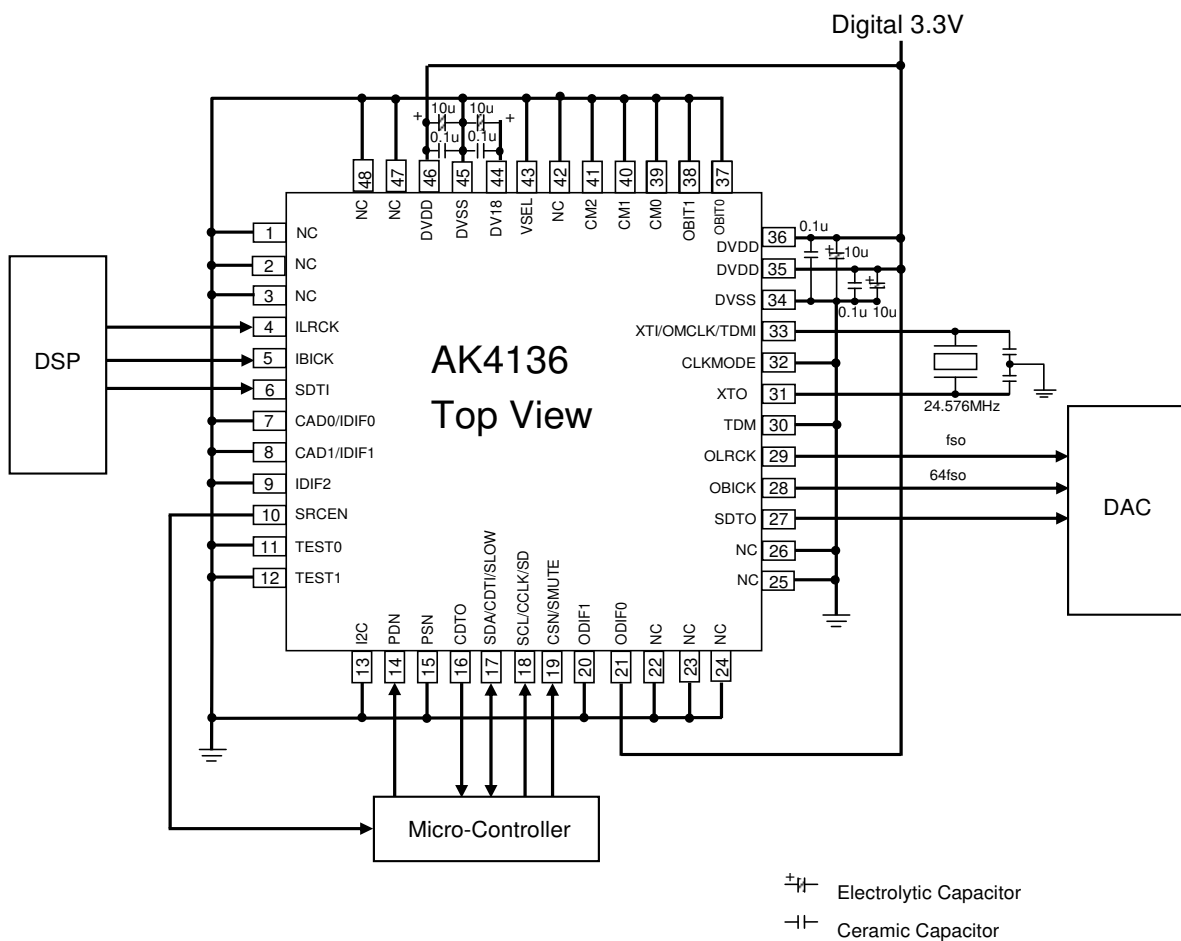 Digital 3.3V
10u
10u
+
+
0.1u
0.1u
48
47
46
45
44
43
42
41
40
39
38
37
NC
NC
DVDD
DVSS
DV18
VSEL
NC
CM2
CM1
CM0
OBIT1
OBIT0
DSP
1 NC
2 NC
3 NC
4 ILRCK
5 IBICK
6 SDTI
7 CAD0/IDIF0
8 CAD1/IDIF1
9 IDIF2
10 SRCEN
11 TEST0
12 TEST1
AK4136
Top View
DVDD 36
0.1u
+
10u
DVDD 35
DVSS 34
+
0.1u
10u
XTI/OMCLK/TDMI 33
CLKMODE 32
XTO 31
24.576MHz
TDM 30
OLRCK 29
fso
OBICK 28
64fso
SDTO 27
NC 26
NC 25
DAC
I2C
PDN
PSN
CDTO
SDA/CDTI/SLOW
SCL/CCLK/SD
CSN/SMUTE
ODIF1
ODIF0
NC
NC
NC
13
14
15
16
17
18
19
20
21
22
23
24
Micro-Controller
+
Electrolytic Capacitor
Ceramic Capacitor